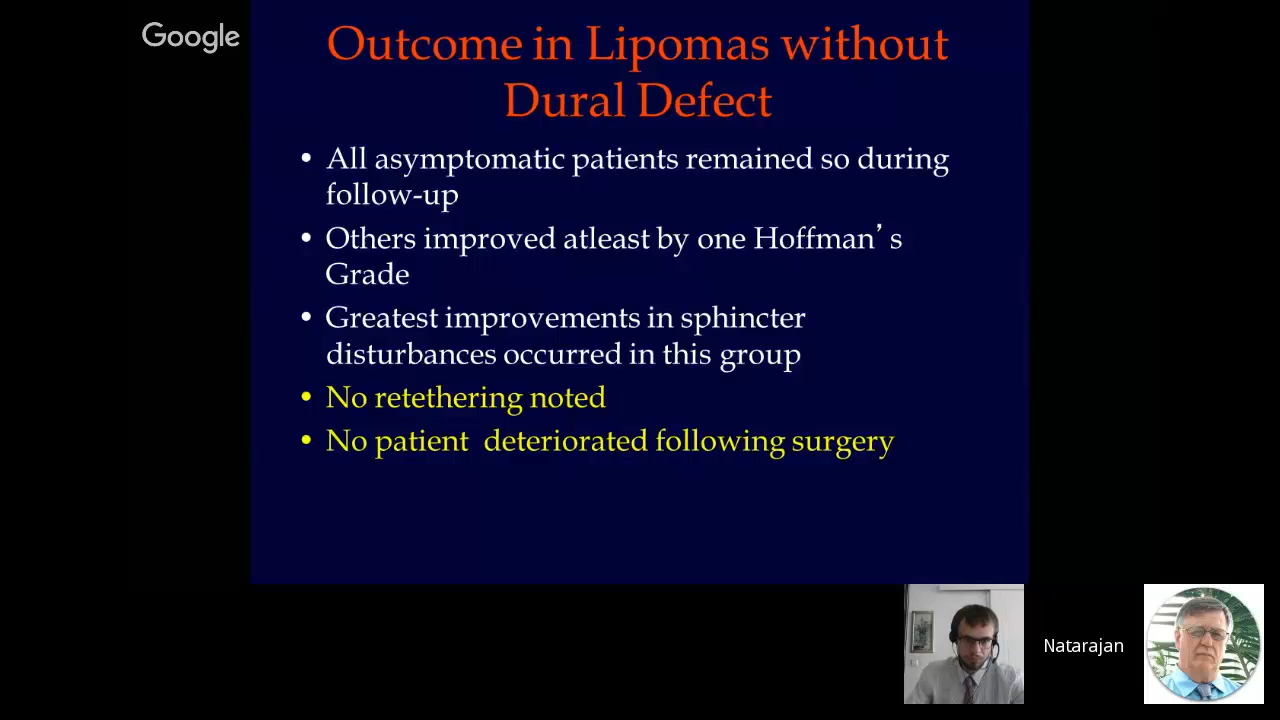 Google
Outcome in Lipomas without
Dural Defect
• All asymptomatic patients remained so during
follow-up
• Others improved atleast by one Hoffman’s
Grade
• Greatest improvements in sphincter
disturbances occurred in this group
• No retethering noted
• No patient deteriorated following surgery
Natarajan